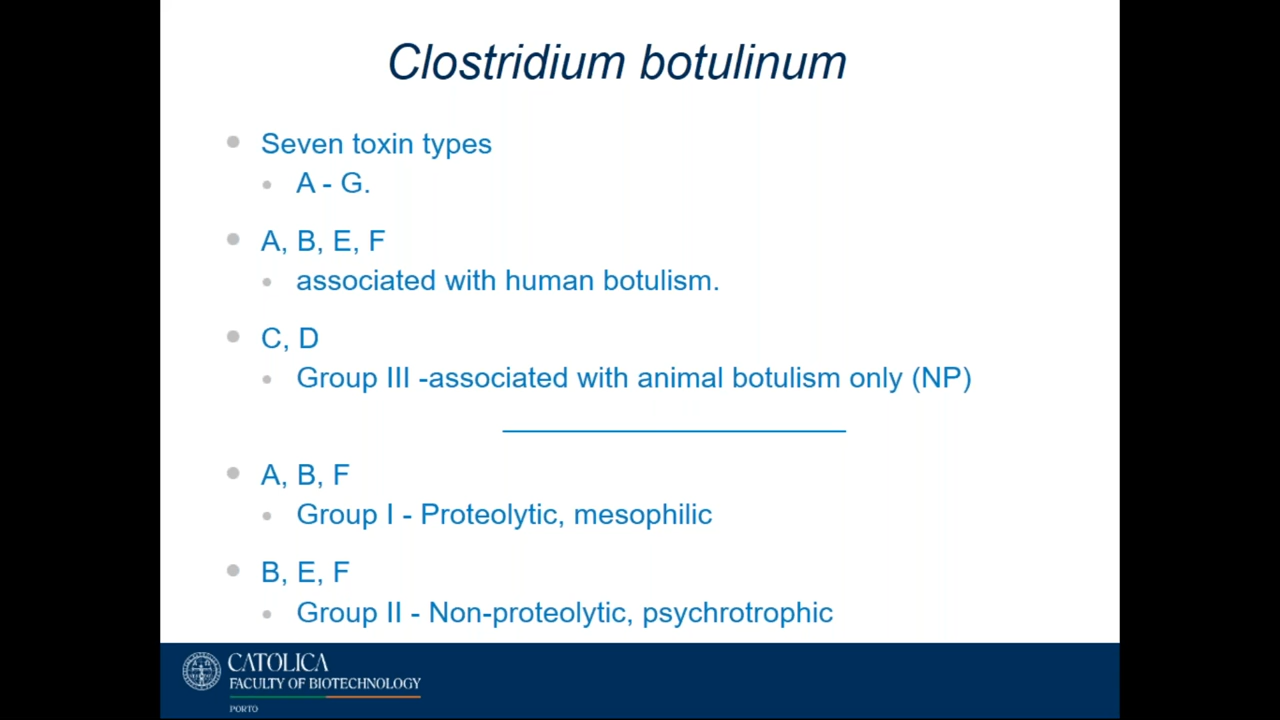 Clostridium botulinum
Seven toxin types
A - G.
A, B, E, F
associated with human botulism.
C, D
Group III -associated with animal botulism only (NP)
A, B, F
Group I - Proteolytic, mesophilic
B, E, F
Group II - Non-proteolytic, psychrotrophic
CATOLICA
FACULTY OF BIOTECHNOLOGY
PORTO